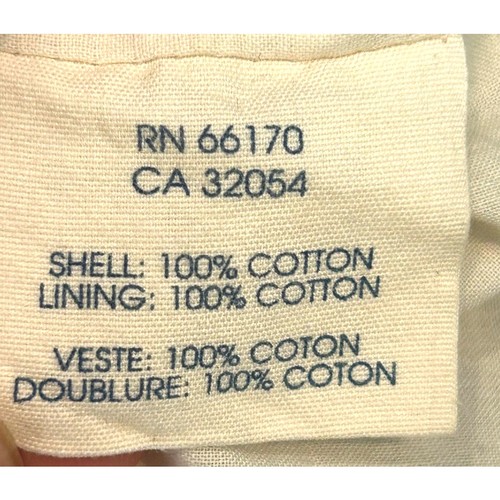 RN 66170
CA 32054
SHELL: 100% COTTON
LINING: 100% COTTON
VESTE: 100% COTON
DOUBLURE: 100% COTON